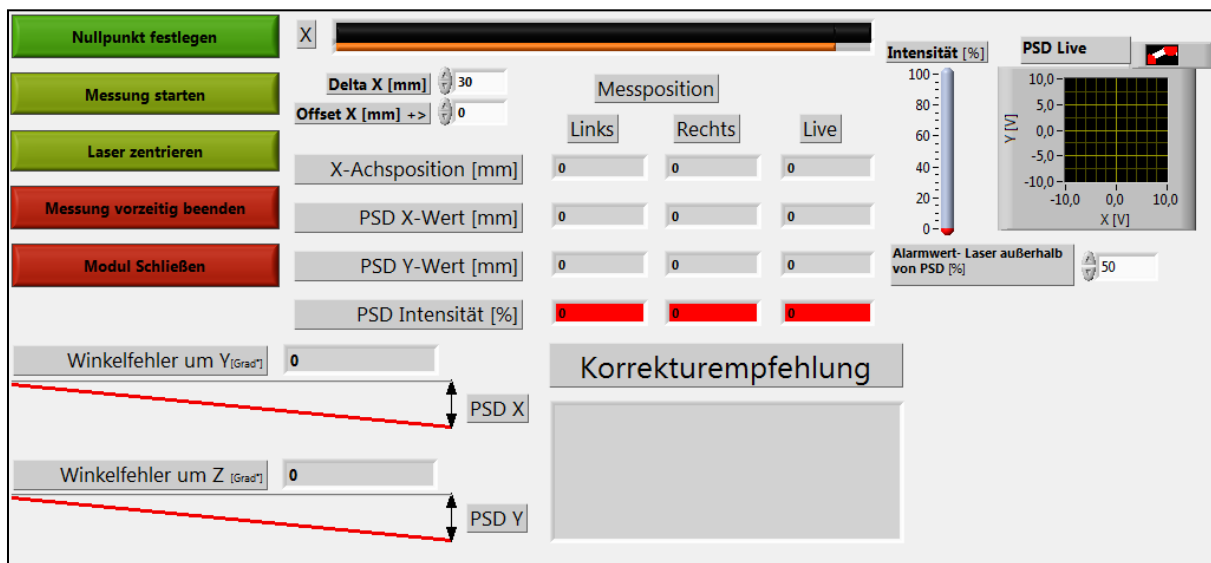 Nullpunkt festlegen
Messung starten
Laser zentrieren
Messung vorzeitig beenden
Modul Schließen
X
Delta X [mm] 30
Offset X [mm] +> 0
Messposition
Links Rechts Live
X-Achsposition [mm] 0 0 0
PSD X-Wert [mm] 0 0 0
PSD Y-Wert [mm] 0 0 0
PSD Intensität [%] 0 0 0
Intensität [%]
100
80
60
40
20
0
PSD Live
Y [V]
10,0
5,0
0,0
-5,0
-10,0
-10,0 0,0 10,0
X [V]
Alarmwert- Laser außerhalb
von PSD [%] 50
Winkelfehler um Y[Grad°] 0
PSD X
Winkelfehler um Z [Grad°] 0
PSD Y
Korrekturempfehlung